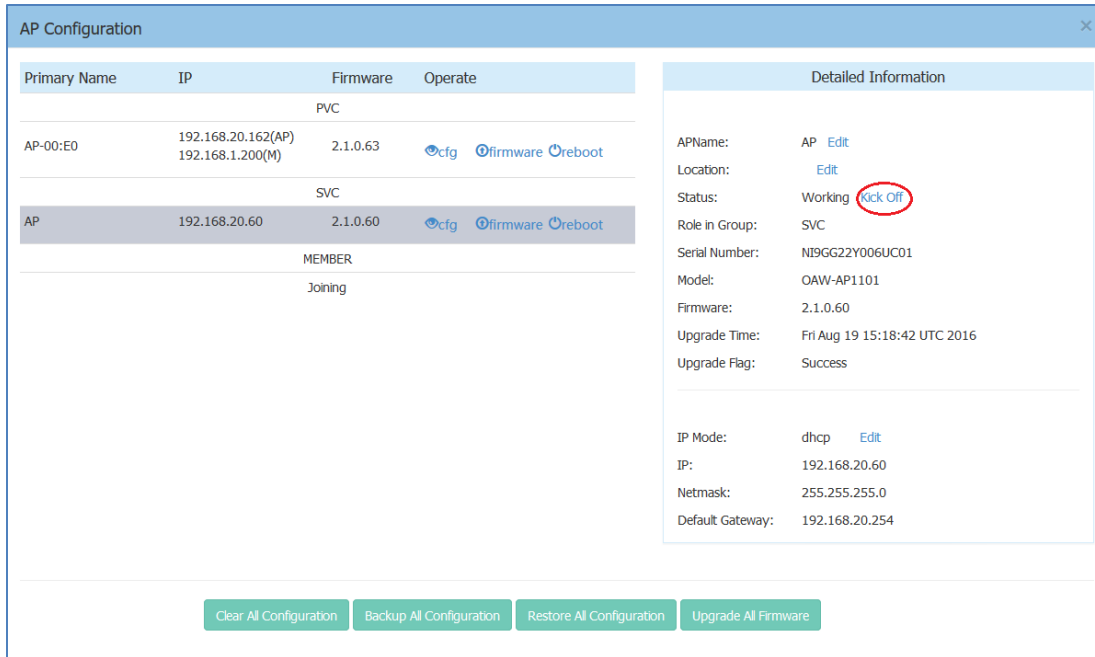 AP Configuration
×
Primary Name IP Firmware Operate
PVC
AP-00:E0 192.168.20.162(AP) 2.1.0.63 cfg firmware reboot
192.168.1.200(M)
SVC
AP 192.168.20.60 2.1.0.60 cfg firmware reboot
MEMBER
Joining
Detailed Information
APName: AP Edit
Location: Edit
Status: Working Kick Off
Role in Group: SVC
Serial Number: NI9GG22Y006UC01
Model: OAW-AP1101
Firmware: 2.1.0.60
Upgrade Time: Fri Aug 19 15:18:42 UTC 2016
Upgrade Flag: Success
IP Mode: dhcp Edit
IP: 192.168.20.60
Netmask: 255.255.255.0
Default Gateway: 192.168.20.254
Clear All Configuration Backup All Configuration Restore All Configuration Upgrade All Firmware